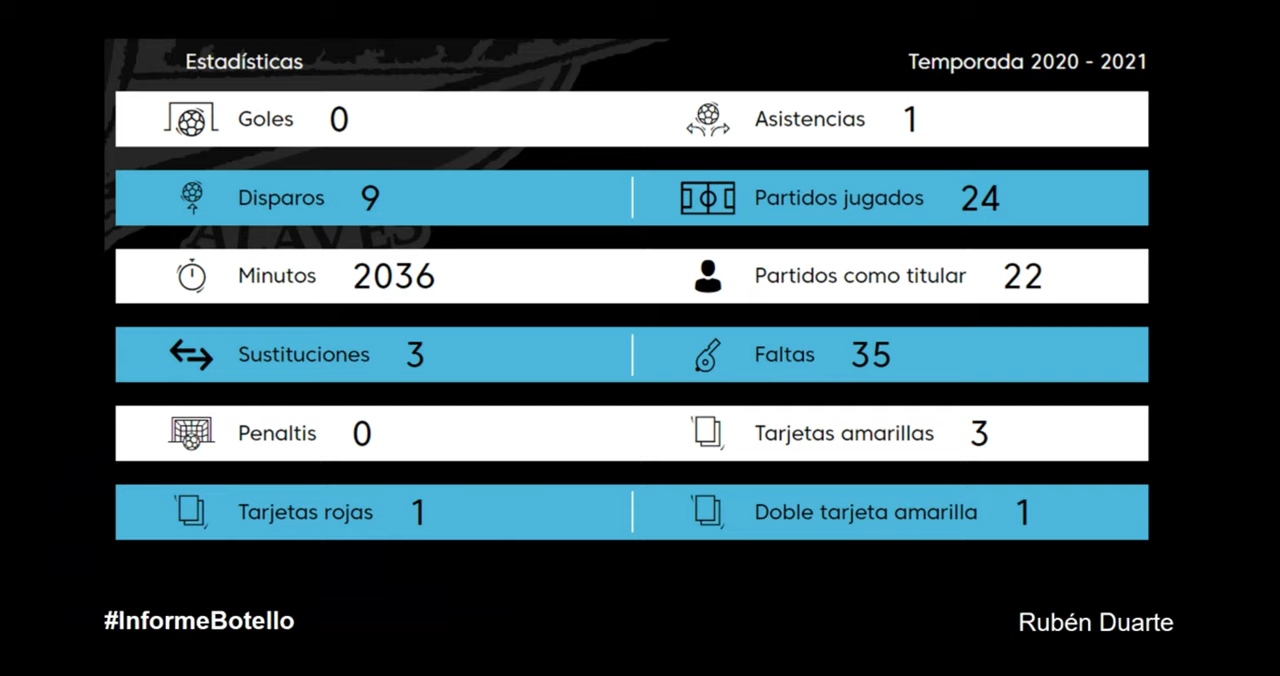 Estadísticas Temporada 2020 - 2021
Goles 0 Asistencias 1
Disparos 9 Partidos jugados 24
ALAVÉS
Minutos 2036 Partidos como titular 22
Sustituciones 3 Faltas 35
Penaltis 0 Tarjetas amarillas 3
Tarjetas rojas 1 Doble tarjeta amarilla 1
#InformeBotello Rubén Duarte